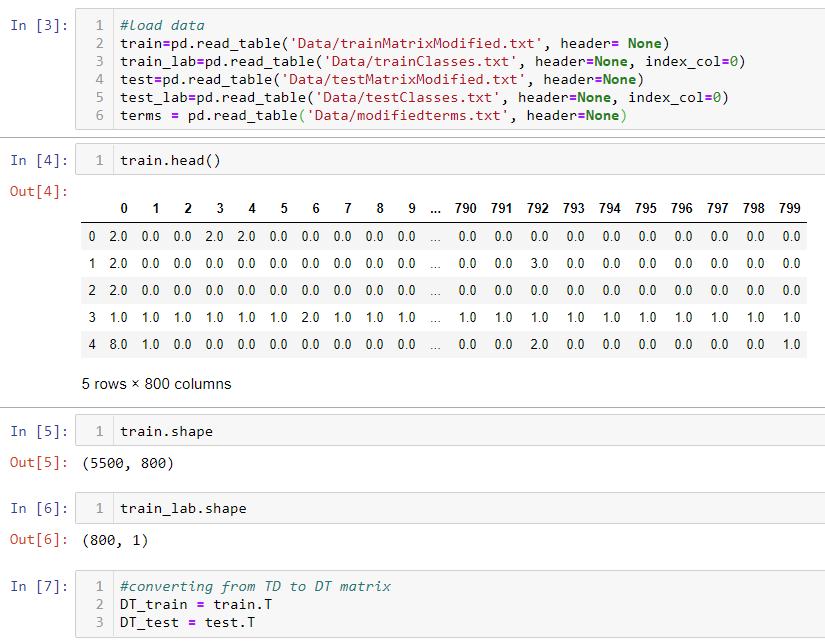 In [3]:
1 #load data
2 train=pd.read_table('Data/trainMatrixModified.txt', header= None)
3 train_lab=pd.read_table('Data/trainClasses.txt', header=None, index_col=0)
4 test=pd.read_table('Data/testMatrixModified.txt', header=None)
5 test_lab=pd.read_table('Data/testClasses.txt', header=None, index_col=0)
6 terms = pd.read_table('Data/modifiedterms.txt', header=None)
In [4]:
1 train.head()
Out[4]:
0 1 2 3 4 5 6 7 8 9 ... 790 791 792 793 794 795 796 797 798 799
0 2.0 0.0 0.0 2.0 2.0 0.0 0.0 0.0 0.0 0.0 ... 0.0 0.0 0.0 0.0 0.0 0.0 0.0 0.0 0.0 0.0
1 2.0 0.0 0.0 0.0 0.0 0.0 0.0 0.0 0.0 0.0 ... 0.0 0.0 3.0 0.0 0.0 0.0 0.0 0.0 0.0 0.0
2 2.0 0.0 0.0 0.0 0.0 0.0 0.0 0.0 0.0 0.0 ... 0.0 0.0 0.0 0.0 0.0 0.0 0.0 0.0 0.0 0.0
3 1.0 1.0 1.0 1.0 1.0 1.0 2.0 1.0 1.0 1.0 ... 1.0 1.0 1.0 1.0 1.0 1.0 1.0 1.0 1.0 1.0
4 8.0 1.0 0.0 0.0 0.0 0.0 0.0 0.0 0.0 0.0 ... 0.0 0.0 2.0 0.0 0.0 0.0 0.0 0.0 0.0 1.0
5 rows × 800 columns
In [5]:
1 train.shape
Out[5]: (5500, 800)
In [6]:
1 train_lab.shape
Out[6]: (800, 1)
In [7]:
1 #converting from TD to DT matrix
2 DT_train = train.T
3 DT_test = test.T